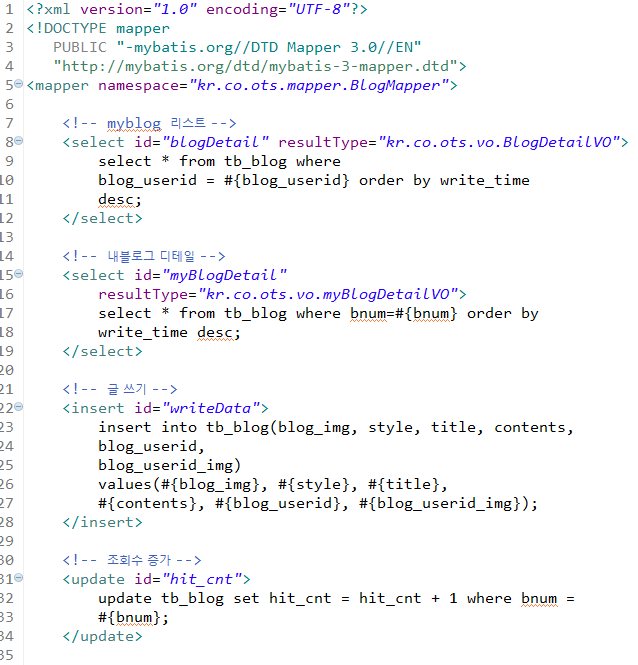 1 <?xml version="1.0" encoding="UTF-8"?>
2 <!DOCTYPE mapper
3 PUBLIC "-mybatis.org//DTD Mapper 3.0//EN"
4 "http://mybatis.org/dtd/mybatis-3-mapper.dtd">
5 <mapper namespace="kr.co.ots.mapper.BlogMapper">
6
7 <!-- myblog 리스트 -->
8 <select id="blogDetail" resultType="kr.co.ots.vo.BlogDetailVO">
9 select * from tb_blog where
10 blog_userid = #{blog_userid} order by write_time
11 desc;
12 </select>
13
14 <!-- 내블로그 디테일 -->
15 <select id="myBlogDetail"
16 resultType="kr.co.ots.vo.myBlogDetailVO">
17 select * from tb_blog where bnum=#{bnum} order by
18 write_time desc;
19 </select>
20
21 <!-- 글 쓰기 -->
22 <insert id="writeData">
23 insert into tb_blog(blog_img, style, title, contents,
24 blog_userid,
25 blog_userid_img)
26 values(#{blog_img}, #{style}, #{title},
27 #{contents}, #{blog_userid}, #{blog_userid_img});
28 </insert>
29
30 <!-- 조회수 증가 -->
31 <update id="hit_cnt">
32 update tb_blog set hit_cnt = hit_cnt + 1 where bnum =
33 #{bnum};
34 </update>
35